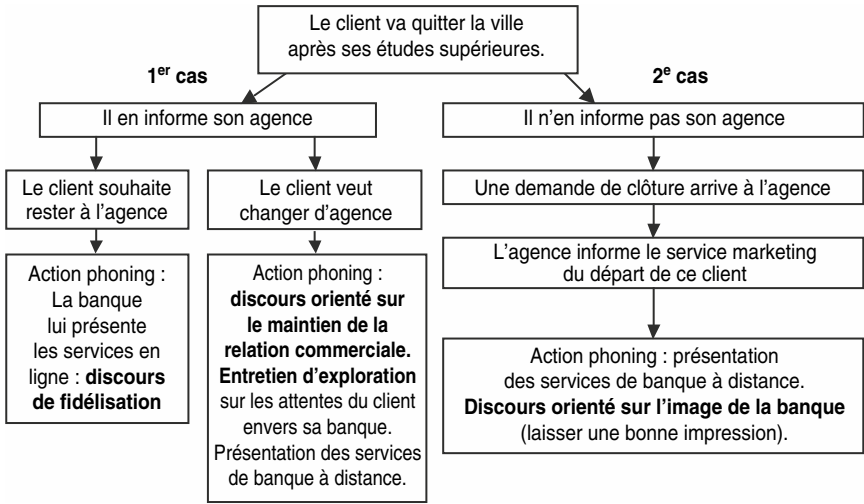 Le client va quitter la ville
après ses études supérieures.
1er cas
2e cas
Il en informe son agence
Il n’en informe pas son agence
Le client souhaite
rester à l’agence
Le client veut
changer d’agence
Une demande de clôture arrive à l’agence
L’agence informe le service marketing
du départ de ce client
Action phoning :
La banque
lui présente
les services en
ligne : discours
de fidélisation
Action phoning :
discours orienté sur
le maintien de la
relation commerciale.
Entretien d’exploration
sur les attentes du client
envers sa banque.
Présentation des services
de banque à distance.
Action phoning : présentation
des services de banque à distance.
Discours orienté sur l’image de la banque
(laisser une bonne impression).